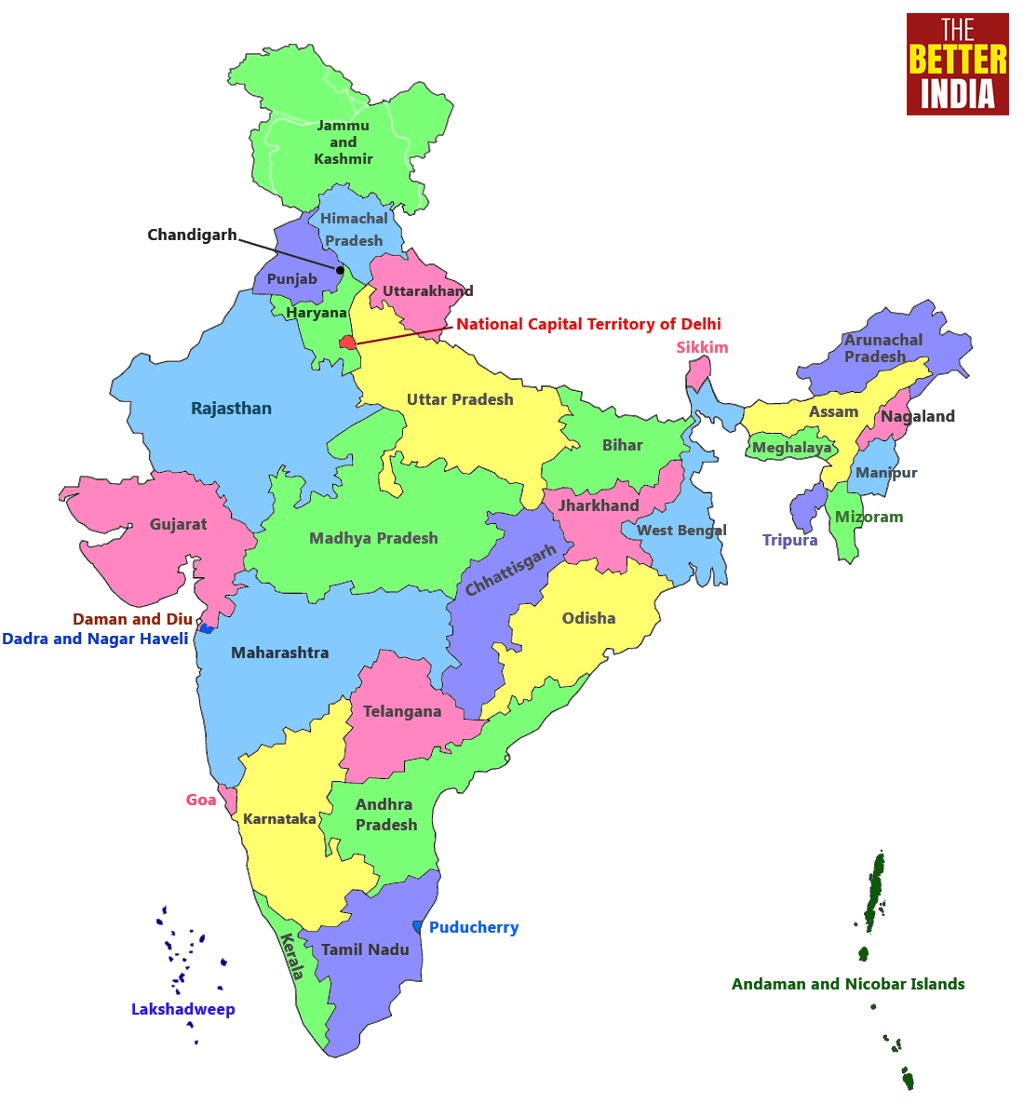 THE
BETTER
INDIA
Jammu
and
Kashmir
Himachal
Pradesh
Chandigarh
Punjab
Uttarakhand
Haryana
National Capital Territory of Delhi
Sikkim
Arunachal
Pradesh
Rajasthan
Uttar Pradesh
Assam
Nagaland
Bihar
Meghalaya
Manipur
Gujarat
Jharkhand
Mizoram
West Bengal
Madhya Pradesh
Tripura
Chhattisgarh
Daman and Diu
Odisha
Dadra and Nagar Haveli
Maharashtra
Telangana
Goa
Andhra
Pradesh
Karnataka
Puducherry
Kerala
Tamil Nadu
Andaman and Nicobar Islands
Lakshadweep